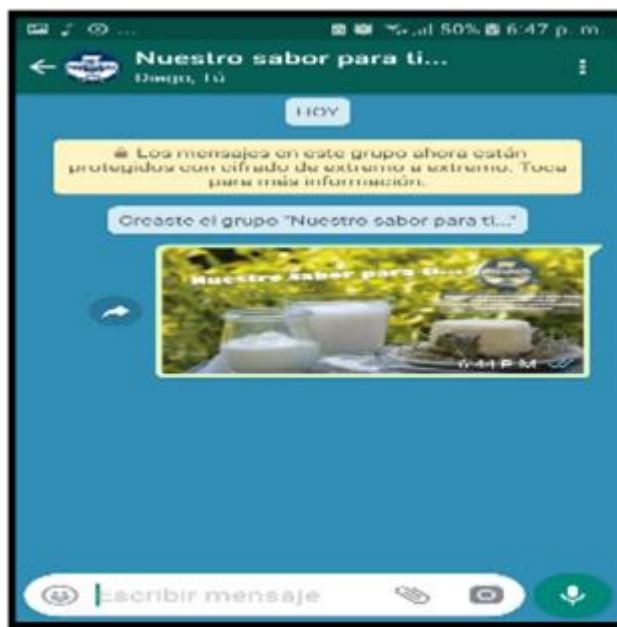 ... 50% 6:47 p. m.
Nuestro sabor para ti...
Diego, Tú
HOY
Los mensajes en este grupo ahora están
protegidos con cifrado de extremo a extremo. Toca
para más información.
Creaste el grupo "Nuestro sabor para ti..."
Nuestro sabor para ti...
6:44 P. M.
Escribir mensaje